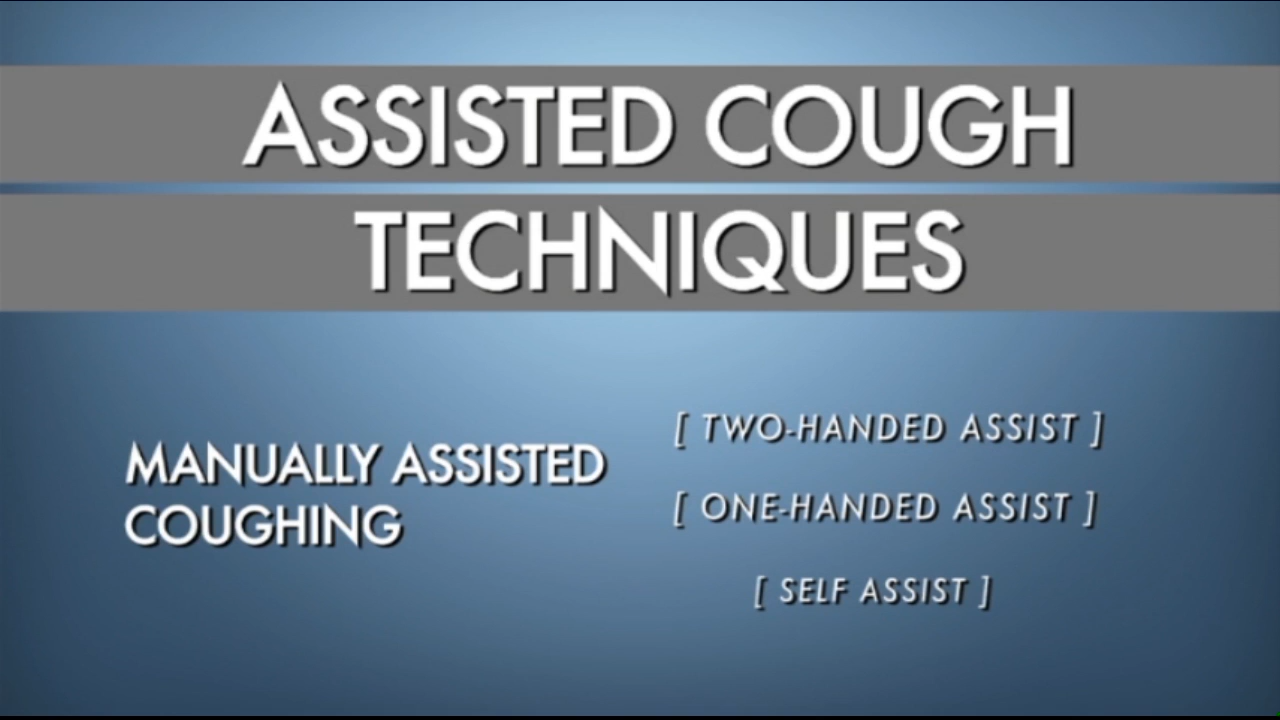 ASSISTED COUGH
TECHNIQUES
MANUALLY ASSISTED
COUGHING
[ TWO-HANDED ASSIST ]
[ ONE-HANDED ASSIST ]
[ SELF ASSIST ]